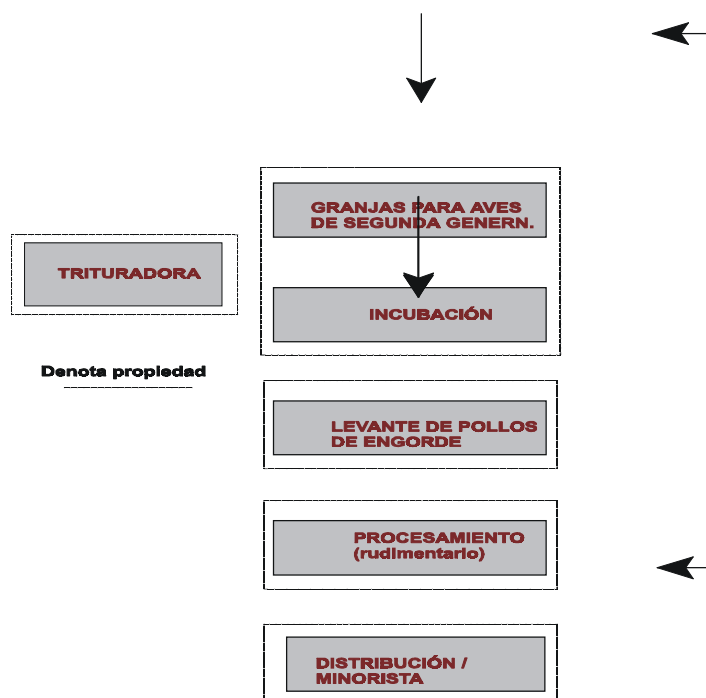 GRANJAS PARA AVES
DE SEGUNDA GENERN.
TRITURADORA
INCUBACIÓN
Denota propiedad
LEVANTE DE POLLOS
DE ENGORDE
PROCESAMIENTO
(rudimentario)
DISTRIBUCIÓN /
MINORISTA